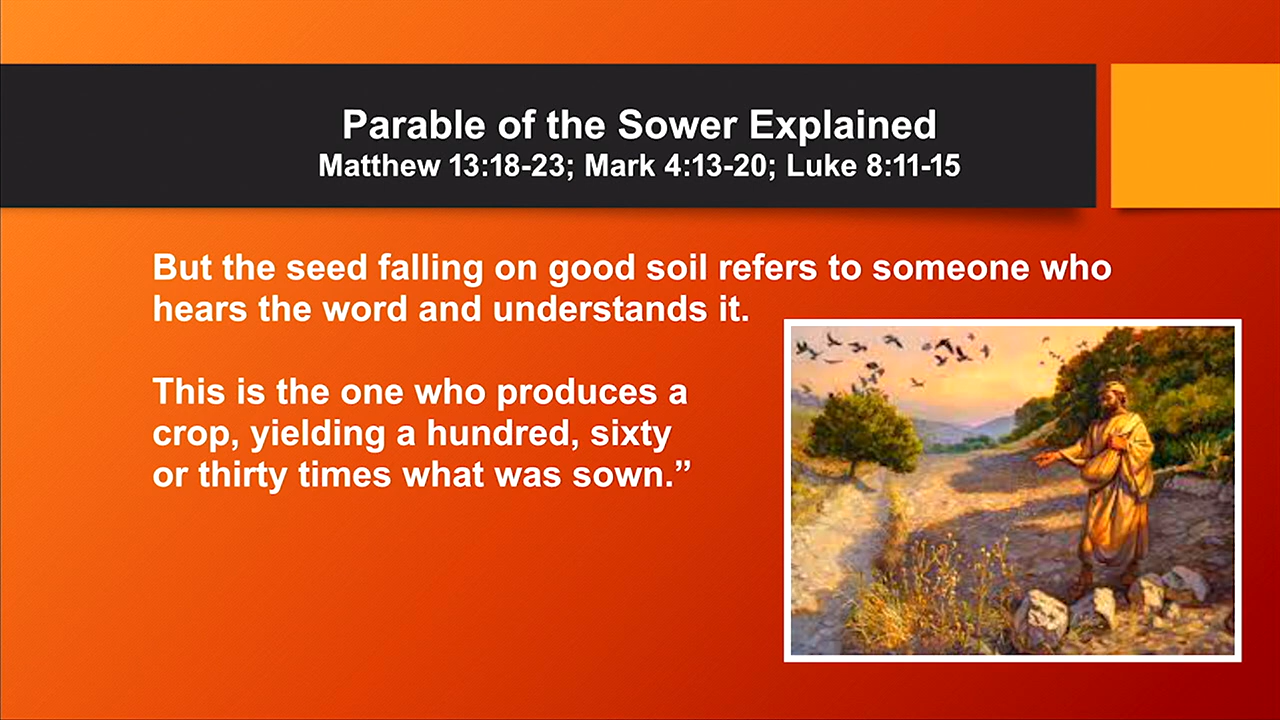 Parable of the Sower Explained
Matthew 13:18-23; Mark 4:13-20; Luke 8:11-15
But the seed falling on good soil refers to someone who
hears the word and understands it.
This is the one who produces a
crop, yielding a hundred, sixty
or thirty times what was sown.”